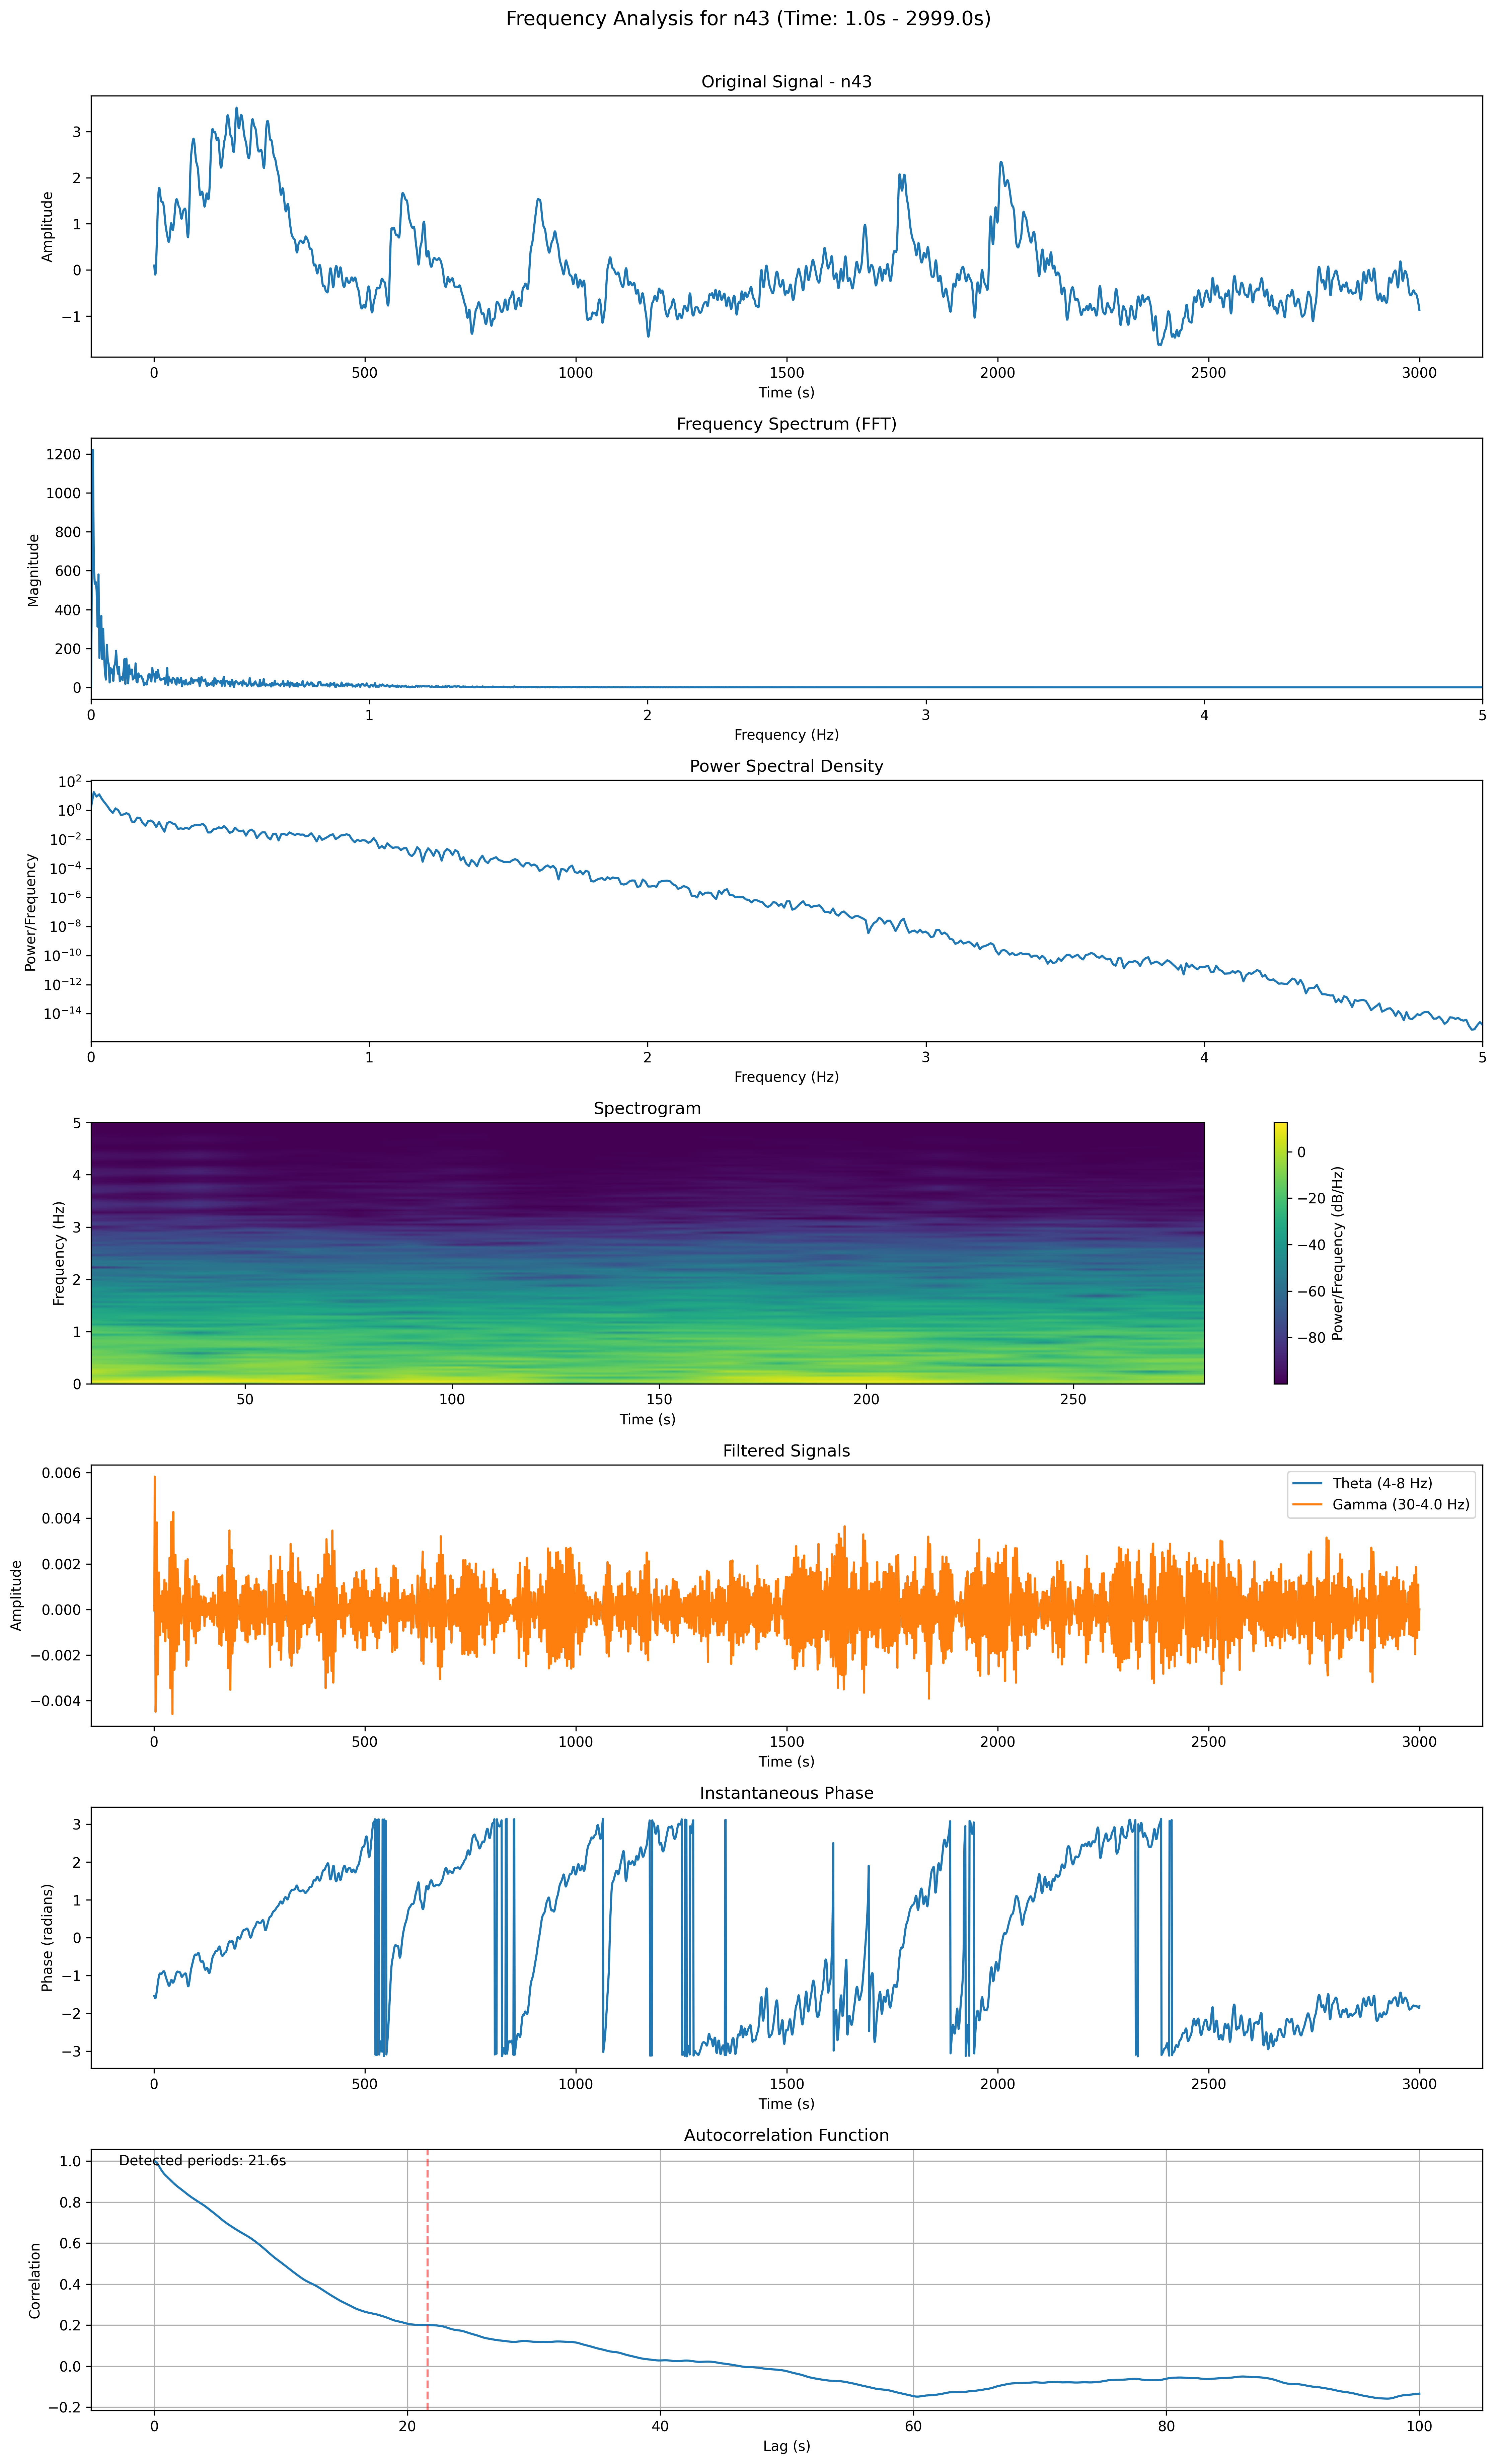 Frequency Analysis for n43 (Time: 1.0s - 2999.0s)
Original Signal - n43
Amplitude
3
2
1
0
−1
0 500 1000 1500 2000 2500 3000
Time (s)
Frequency Spectrum (FFT)
Magnitude
1200
1000
800
600
400
200
0
0 1 2 3 4 5
Frequency (Hz)
Power Spectral Density
Power/Frequency
10²
10⁰
10⁻²
10⁻⁴
10⁻⁶
10⁻⁸
10⁻¹⁰
10⁻¹²
10⁻¹⁴
0 1 2 3 4 5
Frequency (Hz)
Spectrogram
Frequency (Hz)
5
4
3
2
1
0
50 100 150 200 250
Time (s)
0
−20
−40
−60
−80
Power/Frequency (dB/Hz)
Filtered Signals
Amplitude
0.006
0.004
0.002
0.000
−0.002
−0.004
Theta (4-8 Hz)
Gamma (30-4.0 Hz)
0 500 1000 1500 2000 2500 3000
Time (s)
Instantaneous Phase
Phase (radians)
3
2
1
0
−1
−2
−3
0 500 1000 1500 2000 2500 3000
Time (s)
Autocorrelation Function
Detected periods: 21.6s
Correlation
1.0
0.8
0.6
0.4
0.2
0.0
−0.2
0 20 40 60 80 100
Lag (s)